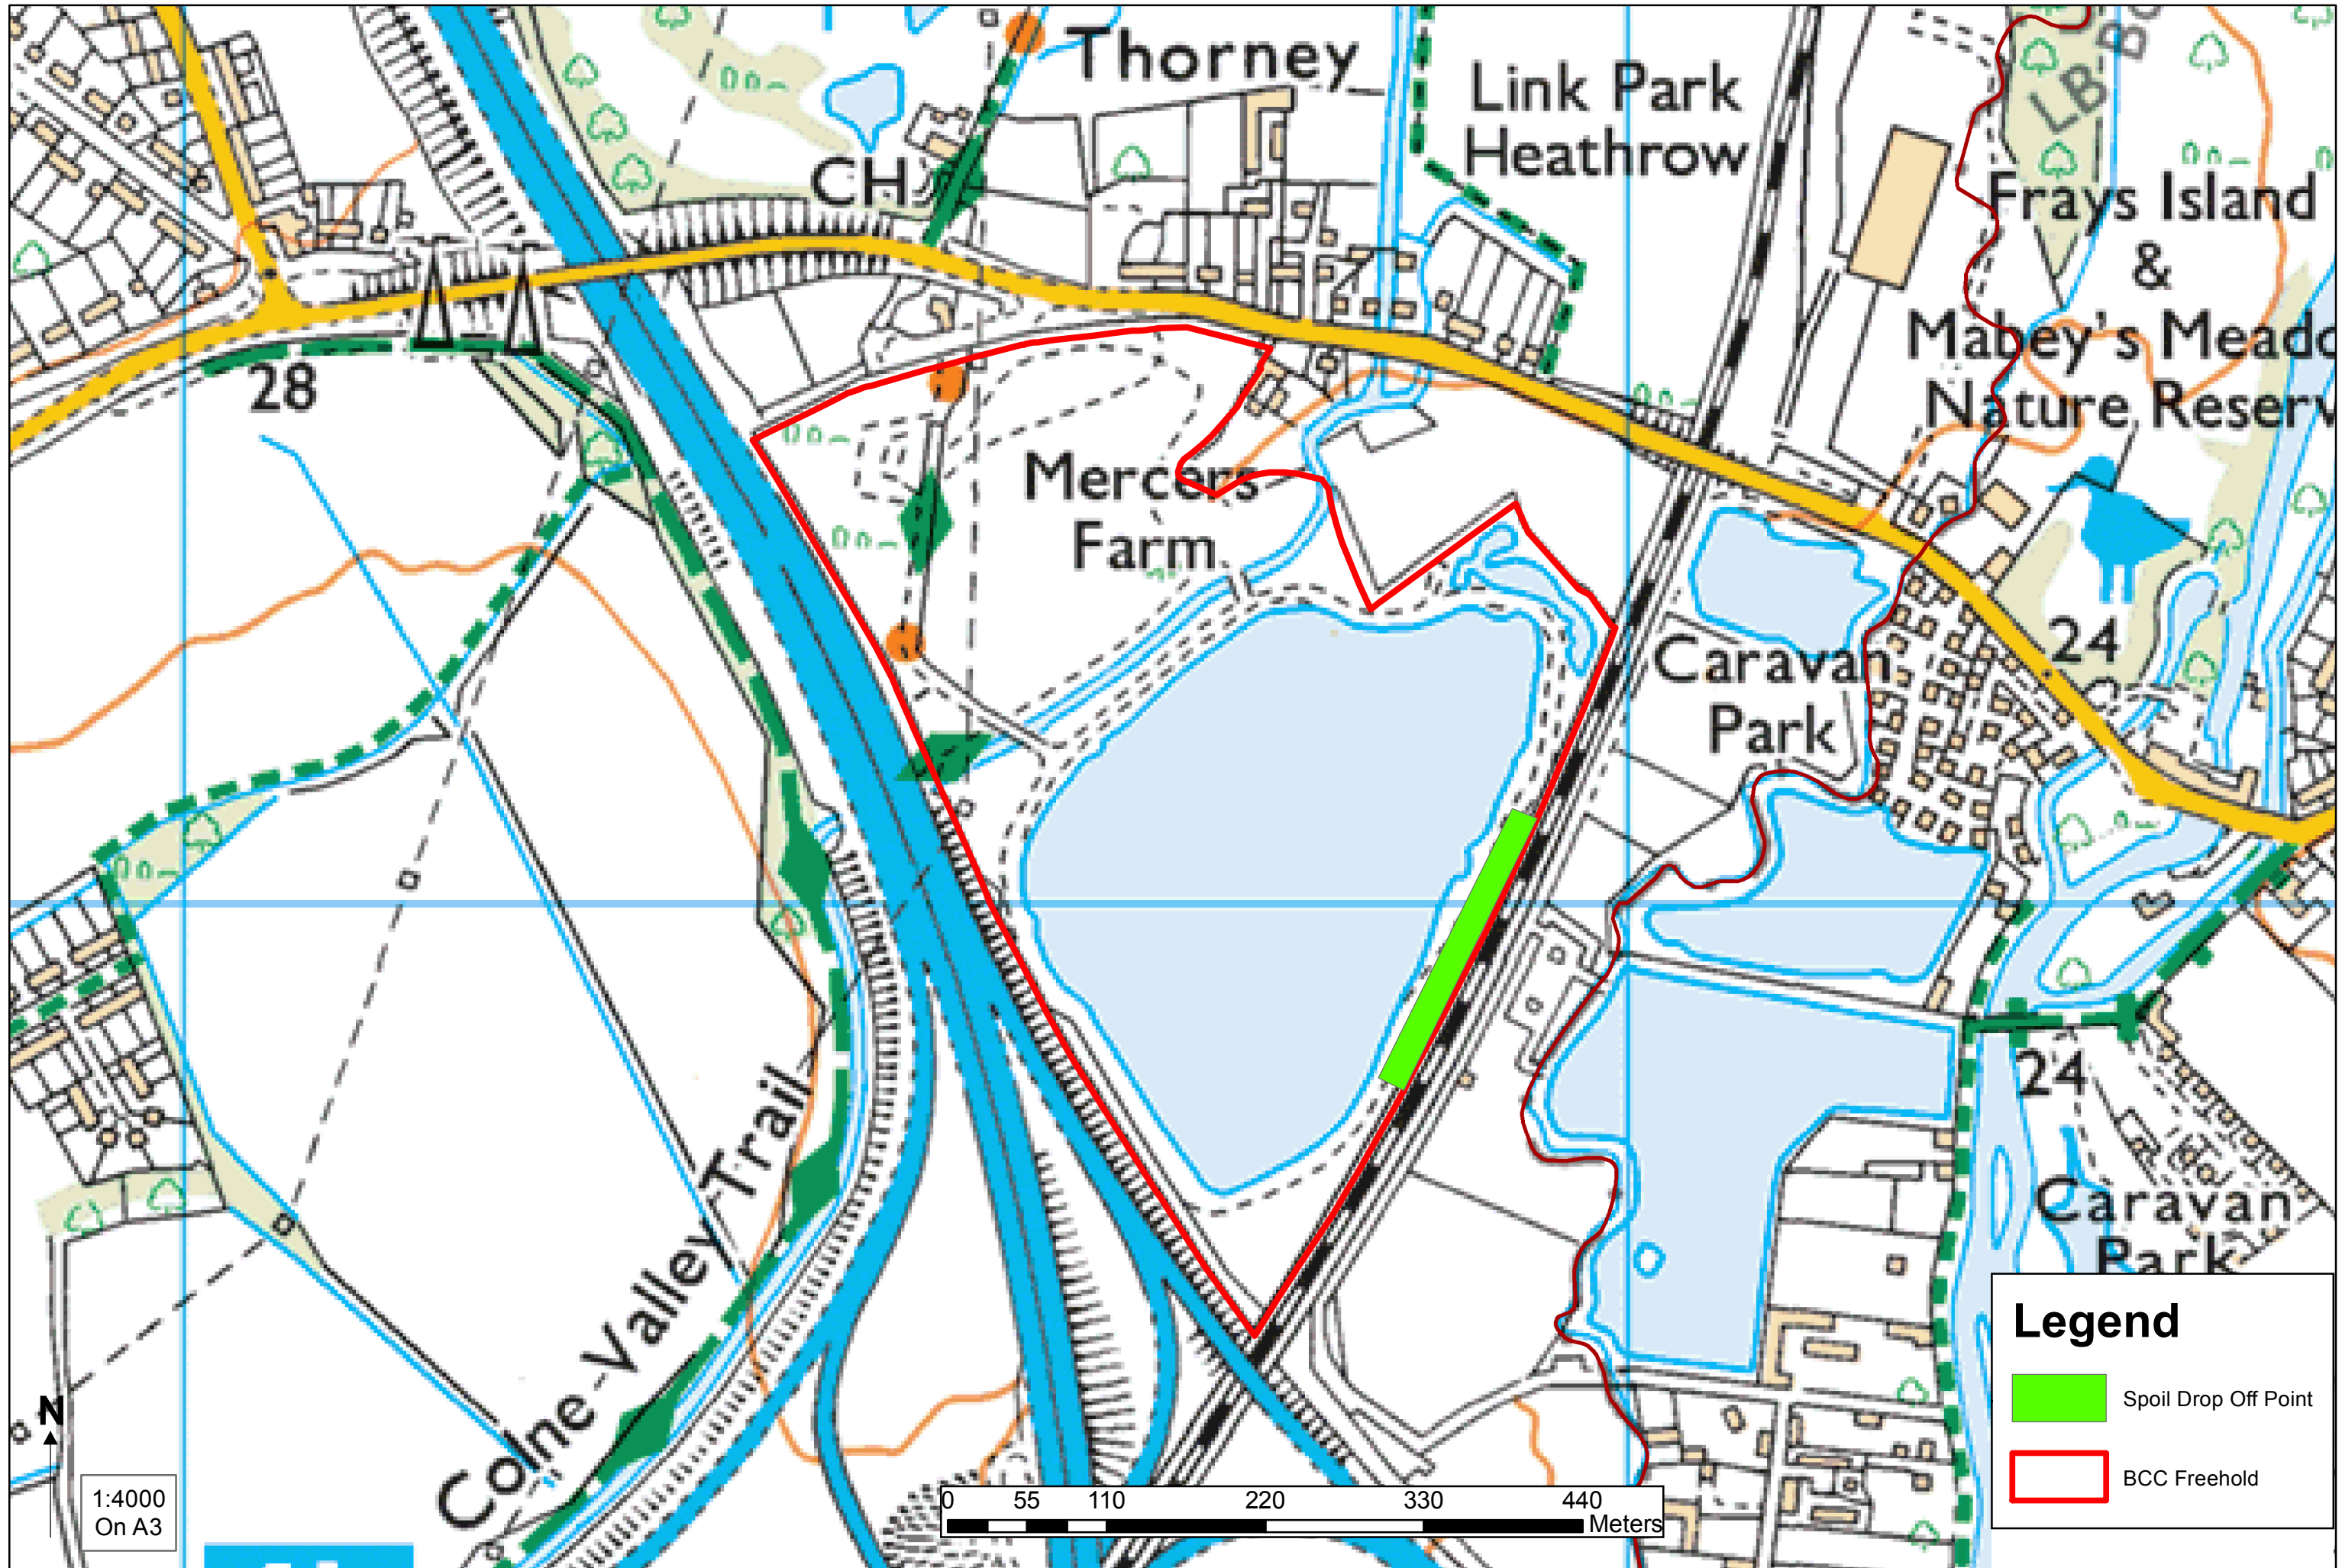 Thorney
Link Park
Heathrow
CH
LB
Frays Island
&
Mabey's Meado
Nature Reserv
28
Mercers
Farm
24
Caravan
Park
24
Colne Valley Trail
Caravan
Park
Legend
Spoil Drop Off Point
BCC Freehold
N
1:4000
On A3
0 55 110 220 330 440
Meters